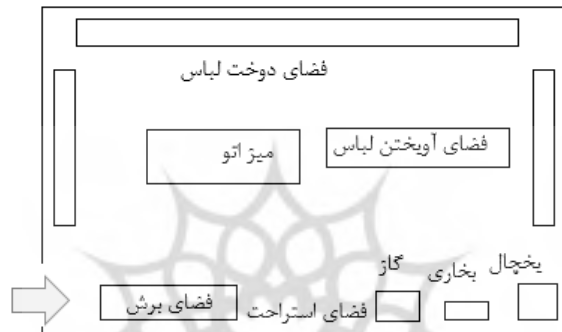 فضای دوخت لباس
فضای آویختن لباس
میز اتو
یخچال
بخاری
گاز
فضای استراحت
فضای برش